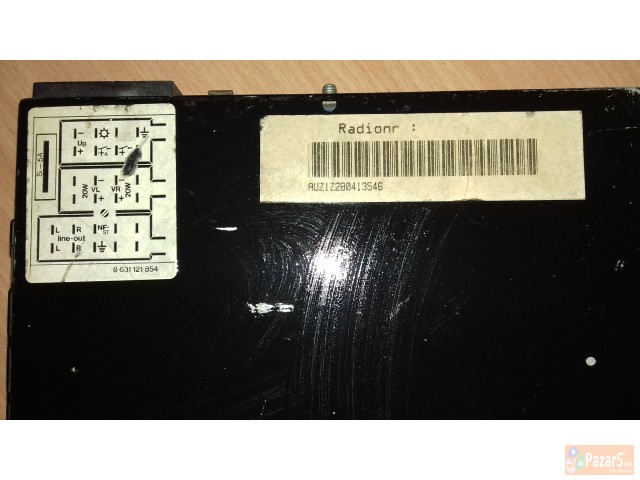 Radionr :
AUZ1Z2B0413546
Si - 5A
UB
20W
VL
VR
20W
L R NF-ST
line-out
L R
8 631 121 854
Pazar5